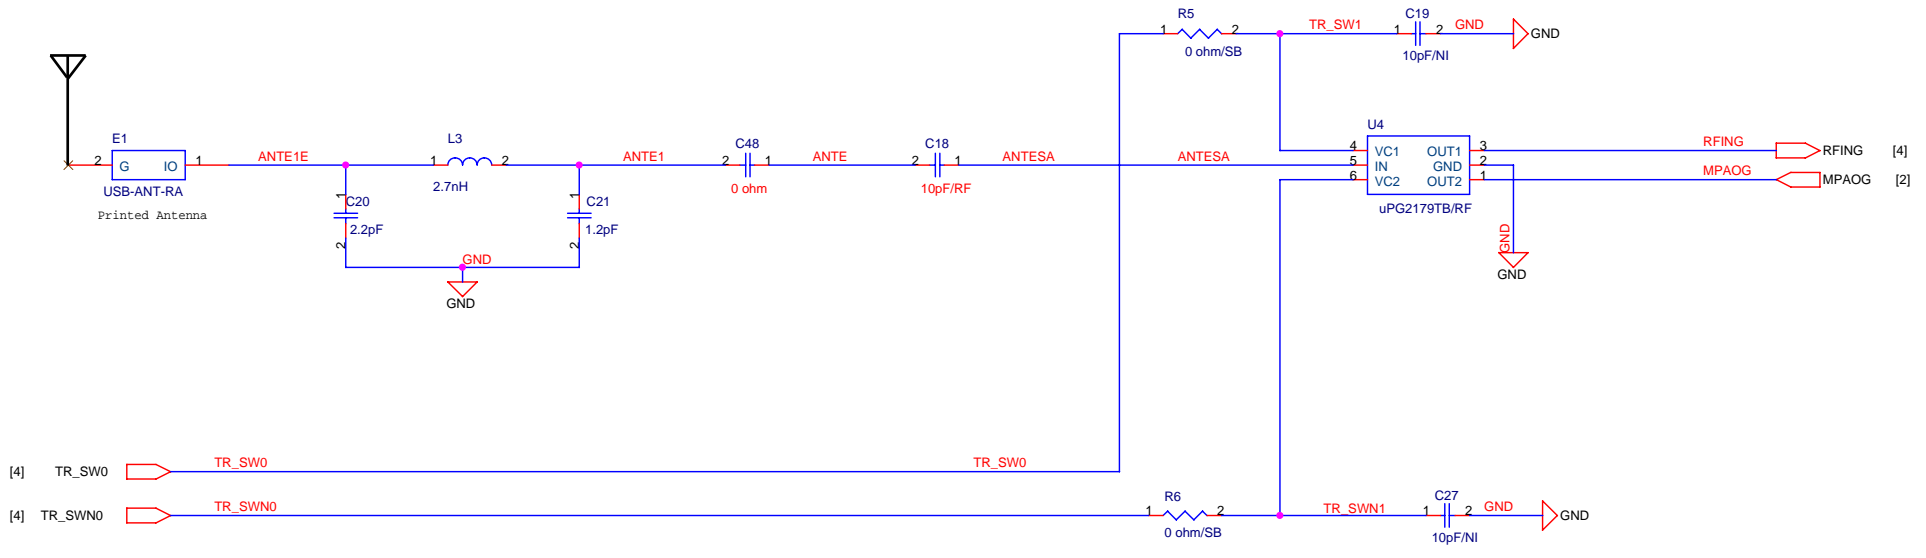 R5
1
2
0 ohm/SB
TR_SW1
C19
1
2
10pF/NI
GND
GND
E1
2
G
IO
1
USB-ANT-RA
Printed Antenna
ANTE1E
L3
1
2
2.7nH
ANTE1
C48
2
1
0 ohm
ANTE
C18
2
1
10pF/RF
ANTESA
ANTESA
U4
4
VC1
OUT1
3
5
IN
GND
2
6
VC2
OUT2
1
uPG2179TB/RF
RFING
RFING
[4]
MPAOG
MPAOG
[2]
1
C20
2.2pF
2
1
C21
1.2pF
2
GND
GND
GND
GND
[4]
TR_SW0
TR_SW0
TR_SW0
[4]
TR_SWN0
TR_SWN0
R6
1
2
0 ohm/SB
TR_SWN1
C27
1
2
10pF/NI
GND
GND